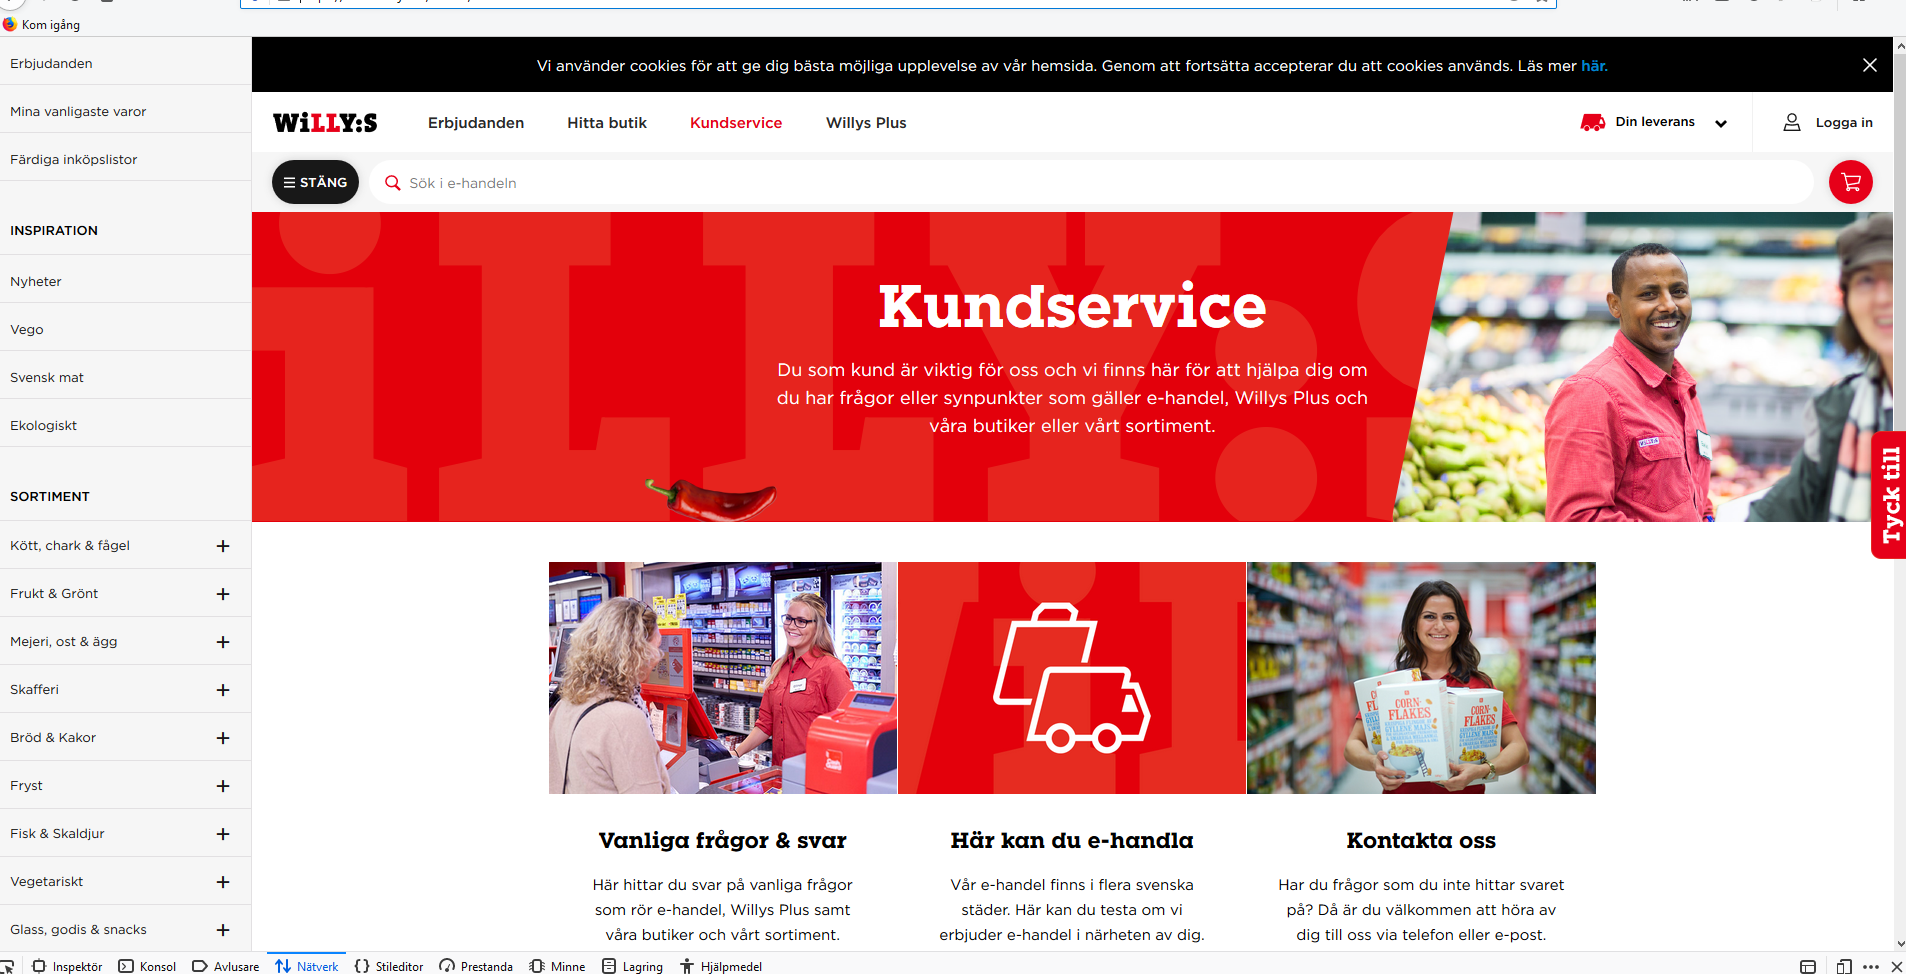 Kom igång
Erbjudanden
Mina vanligaste varor
Färdiga inköpslistor
INSPIRATION
Nyheter
Vego
Svensk mat
Ekologiskt
SORTIMENT
Kött, chark & fågel
Frukt & Grönt
Mejeri, ost & ägg
Skafferi
Bröd & Kakor
Fryst
Fisk & Skaldjur
Vegetariskt
Glass, godis & snacks
Vi använder cookies för att ge dig bästa möjliga upplevelse av vår hemsida. Genom att fortsätta accepterar du att cookies används. Läs mer här.
WiLLY:S
Erbjudanden Hitta butik Kundservice Willys Plus Din leverans Logga in
STÄNG Sök i e-handeln
Kundservice
Du som kund är viktig för oss och vi finns här för att hjälpa dig om
du har frågor eller synpunkter som gäller e-handel, Willys Plus och
våra butiker eller vårt sortiment.
Tyck till
CORN-
FLAKES
GYLLENE MAJS
CORN-
FLAKES
Vanliga frågor & svar
Här hittar du svar på vanliga frågor
som rör e-handel, Willys Plus samt
våra butiker och vårt sortiment.
Här kan du e-handla
Vår e-handel finns i flera svenska
städer. Här kan du testa om vi
erbjuder e-handel i närheten av dig.
Kontakta oss
Har du frågor som du inte hittar svaret
på? Då är du välkommen att höra av
dig till oss via telefon eller e-post.
Inspektör Konsol Avlusare Nätverk Stileditor Prestanda Minne Lagring Hjälpmedel